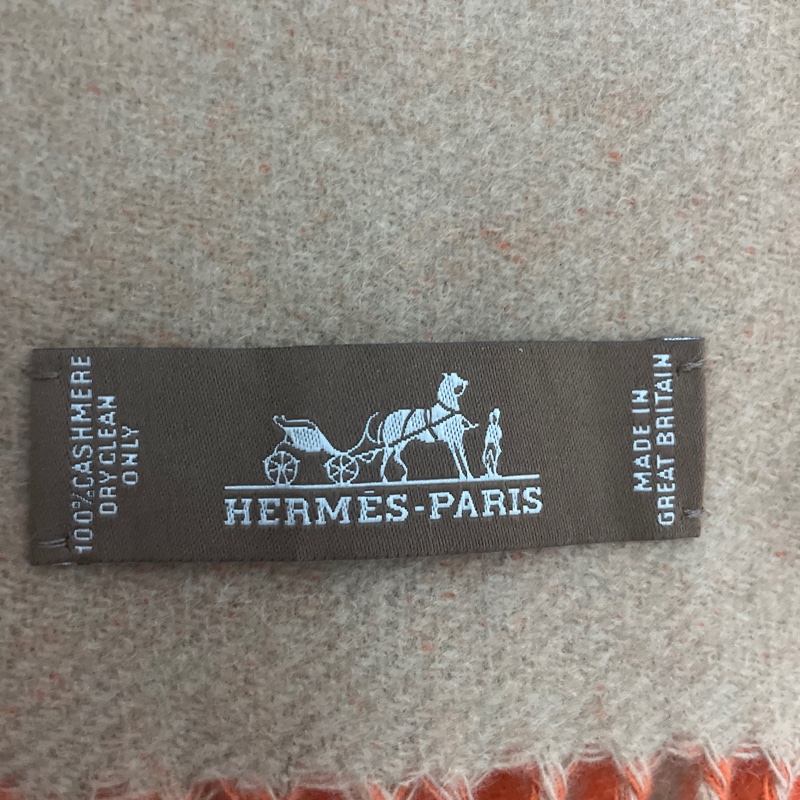 100% CASHMERE
DRY CLEAN
ONLY
HERMÈS-PARIS
MADE IN
GREAT BRITAIN